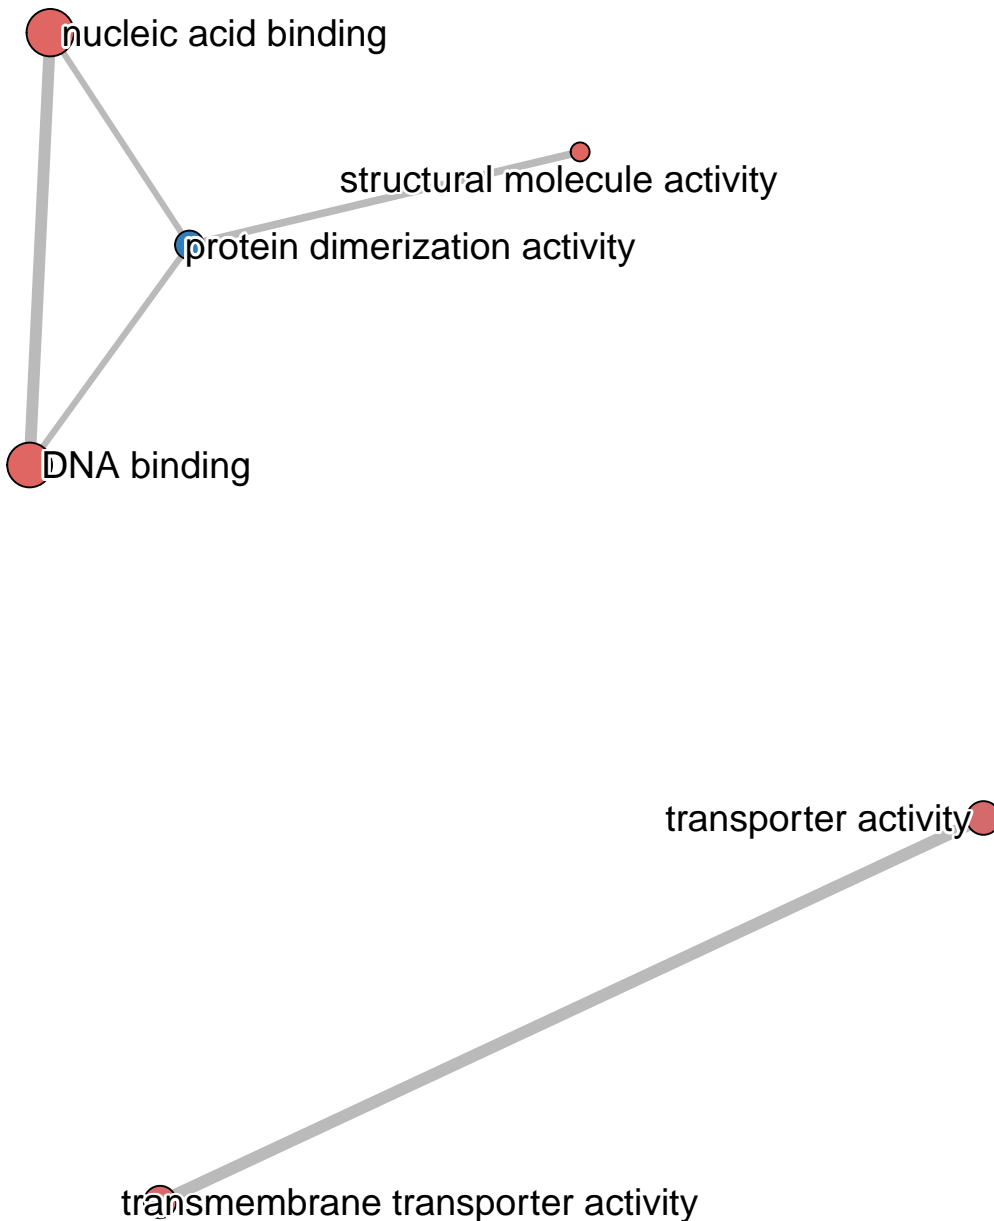 nucleic acid binding
structural molecule activity
protein dimerization activity
DNA binding
transporter activity
transmembrane transporter activity